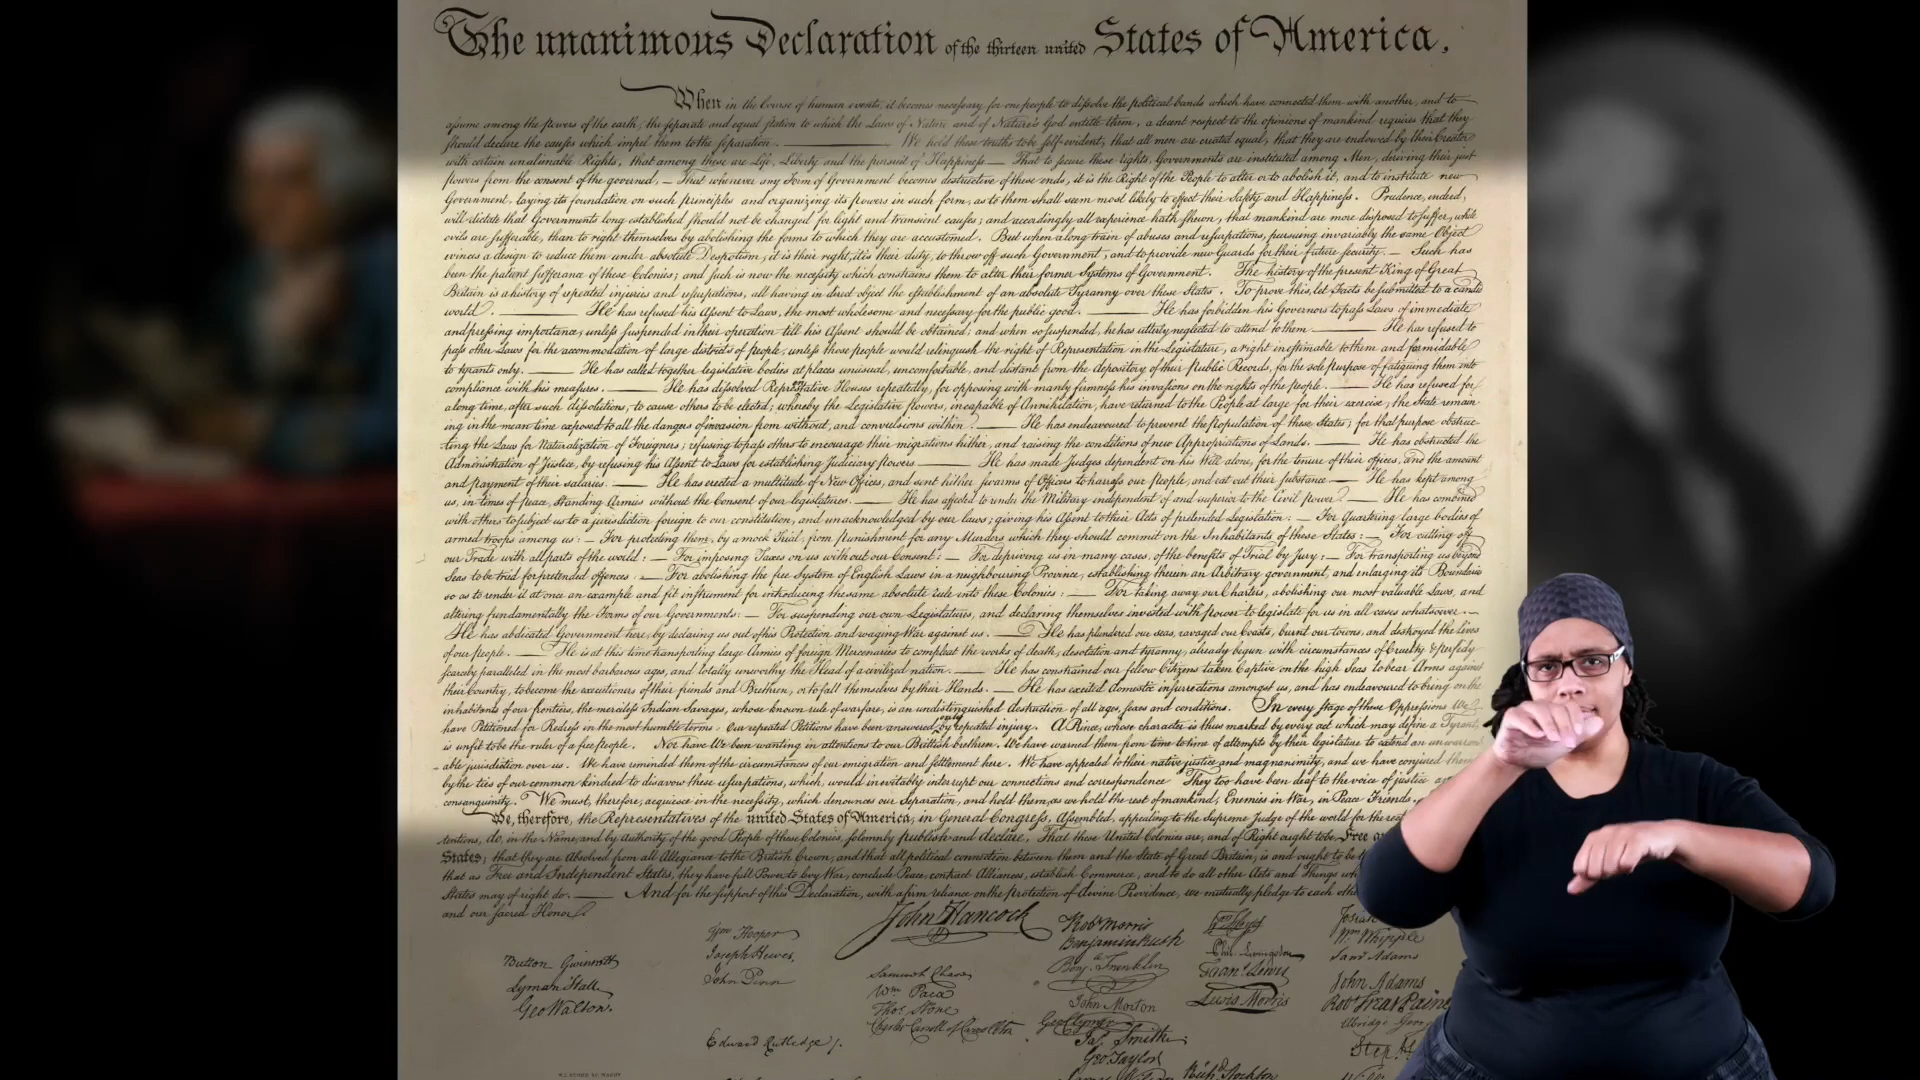 The unanimous Declaration of the thirteen united States of America,
When in the Course of human events, it becomes necessary for one people to dissolve the political bands which have connected them with another, and to
assume among the powers of the earth, the separate and equal station to which the Laws of Nature and of Nature's God entitle them, a decent respect to the opinions of mankind requires that they
should declare the causes which impel them to the separation. We hold these truths to be self-evident, that all men are created equal, that they are endowed by their Creator
with certain unalienable Rights, that among these are Life, Liberty and the pursuit of Happiness.— That to secure these rights, Governments are instituted among Men, deriving their just
powers from the consent of the governed,— That whenever any Form of Government becomes destructive of these ends, it is the Right of the People to alter or to abolish it, and to institute new
Government, laying its foundation on such principles and organizing its powers in such form, as to them shall seem most likely to effect their Safety and Happiness. Prudence, indeed,
will dictate that Governments long established should not be changed for light and transient causes; and accordingly all experience hath shewn, that mankind are more disposed to suffer, while
evils are sufferable, than to right themselves by abolishing the forms to which they are accustomed. But when a long train of abuses and usurpations, pursuing invariably the same Object
evinces a design to reduce them under absolute Despotism, it is their right, it is their duty, to throw off such Government, and to provide new Guards for their future security.— Such has
been the patient sufferance of these Colonies; and such is now the necessity which constrains them to alter their former Systems of Government. The history of the present King of Great
Britain is a history of repeated injuries and usurpations, all having in direct object the establishment of an absolute Tyranny over these States. To prove this, let Facts be submitted to a candid
world. — He has refused his Assent to Laws, the most wholesome and necessary for the public good. — He has forbidden his Governors to pass Laws of immediate
and pressing importance, unless suspended in their operation till his Assent should be obtained; and when so suspended, he has utterly neglected to attend to them. — He has refused to
pass other Laws for the accommodation of large districts of people, unless those people would relinquish the right of Representation in the Legislature, a right inestimable to them and formidable
to tyrants only. — He has called together legislative bodies at places unusual, uncomfortable, and distant from the depository of their Public Records, for the sole purpose of fatiguing them into
compliance with his measures. — He has dissolved Representative Houses repeatedly, for opposing with manly firmness his invasions on the rights of the people. — He has refused for
a long time, after such dissolutions, to cause others to be elected; whereby the Legislative powers, incapable of Annihilation, have returned to the People at large for their exercise; the State remain-
ing in the mean time exposed to all the dangers of invasion from without, and convulsions within. — He has endeavoured to prevent the population of these States; for that purpose obstruc-
ting the Laws for Naturalization of Foreigners; refusing to pass others to encourage their migrations hither, and raising the conditions of new Appropriations of Lands. — He has obstructed the
Administration of Justice, by refusing his Assent to Laws for establishing Judiciary powers — He has made Judges dependent on his Will alone, for the tenure of their offices, and the amount
and payment of their salaries. — He has erected a multitude of New Offices, and sent hither swarms of Officers to harrass our people, and eat out their substance. — He has kept among
us, in times of peace, Standing Armies without the Consent of our legislatures. — He has affected to render the Military independent of and superior to the Civil power. — He has combined
with others to subject us to a jurisdiction foreign to our constitution, and unacknowledged by our laws; giving his Assent to their Acts of pretended Legislation: — For Quartering large bodies of
armed troops among us: — For protecting them, by a mock Trial, from punishment for any Murders which they should commit on the Inhabitants of these States: — For cutting off
our Trade with all parts of the world: — For imposing Taxes on us without our Consent: — For depriving us in many cases, of the benefits of Trial by Jury: — For transporting us beyond
Seas to be tried for pretended offences — For abolishing the free System of English Laws in a neighbouring Province, establishing therein an Arbitrary government, and enlarging its Boundaries
so as to render it at once an example and fit instrument for introducing the same absolute rule into these Colonies: — For taking away our Charters, abolishing our most valuable Laws, and
altering fundamentally the Forms of our Governments: — For suspending our own Legislatures, and declaring themselves invested with power to legislate for us in all cases whatsoever. —
He has abdicated Government here, by declaring us out of his Protection and waging War against us. — He has plundered our seas, ravaged our Coasts, burnt our towns, and destroyed the lives
of our people. — He is at this time transporting large Armies of foreign Mercenaries to compleat the works of death, desolation and tyranny, already begun with circumstances of Cruelty & perfidy
scarcely paralleled in the most barbarous ages, and totally unworthy the Head of a civilized nation. — He has constrained our fellow Citizens taken Captive on the high Seas to bear Arms against
their Country, to become the executioners of their friends and Brethren, or to fall themselves by their Hands. — He has excited domestic insurrections amongst us, and has endeavoured to bring on the
inhabitants of our frontiers, the merciless Indian Savages, whose known rule of warfare, is an undistinguished destruction of all ages, sexes and conditions. In every stage of these Oppressions We
have Petitioned for Redress in the most humble terms: Our repeated Petitions have been answered only by repeated injury. A Prince, whose character is thus marked by every act which may define a Tyrant,
is unfit to be the ruler of a free people. Nor have We been wanting in attentions to our Brittish brethren. We have warned them from time to time of attempts by their legislature to extend an unwarrant-
able jurisdiction over us. We have reminded them of the circumstances of our emigration and settlement here. We have appealed to their native justice and magnanimity, and we have conjured them
by the ties of our common kindred to disavow these usurpations, which, would inevitably interrupt our connections and correspondence They too have been deaf to the voice of justice
consanguinity. We must, therefore, acquiesce in the necessity, which denounces our Separation, and hold them, as we hold the rest of mankind, Enemies in War, in Peace Friends.
We, therefore, the Representatives of the united States of America, in General Congress, Assembled, appealing to the Supreme Judge of the world for the
tentions, do, in the Name, and by Authority of the good People of these Colonies, solemnly publish and declare, That these United Colonies are, and of Right ought to be Free
States; that they are Absolved from all Allegiance to the British Crown, and that all political connection between them and the State of Great Britain, is and ought to be
that as Free and Independent States, they have full Power to levy War, conclude Peace, contract Alliances, establish Commerce, and to do all other Acts and Things
States may of right do. — And for the support of this Declaration, with a firm reliance on the protection of divine Providence, we mutually pledge to each
and our sacred Honor
John Hancock
Button Gwinnett
Lyman Hall
Geo Walton.
Wm Hooper
Joseph Hewes,
John Penn
Edward Rutledge
Samuel Chase
Wm Paca
Thos Stone
Charles Carroll of Carrollton
Robt Morris
Benjamin Rush
Benj. Franklin
John Morton
Geo Clymer
Jas. Smith
Geo Taylor
Wm Floyd
Phil. Livingston
Frans Lewis
Lewis Morris
Richd Stockton
Wm Whipple
Saml Adams
John Adams
Robt Treat Paine